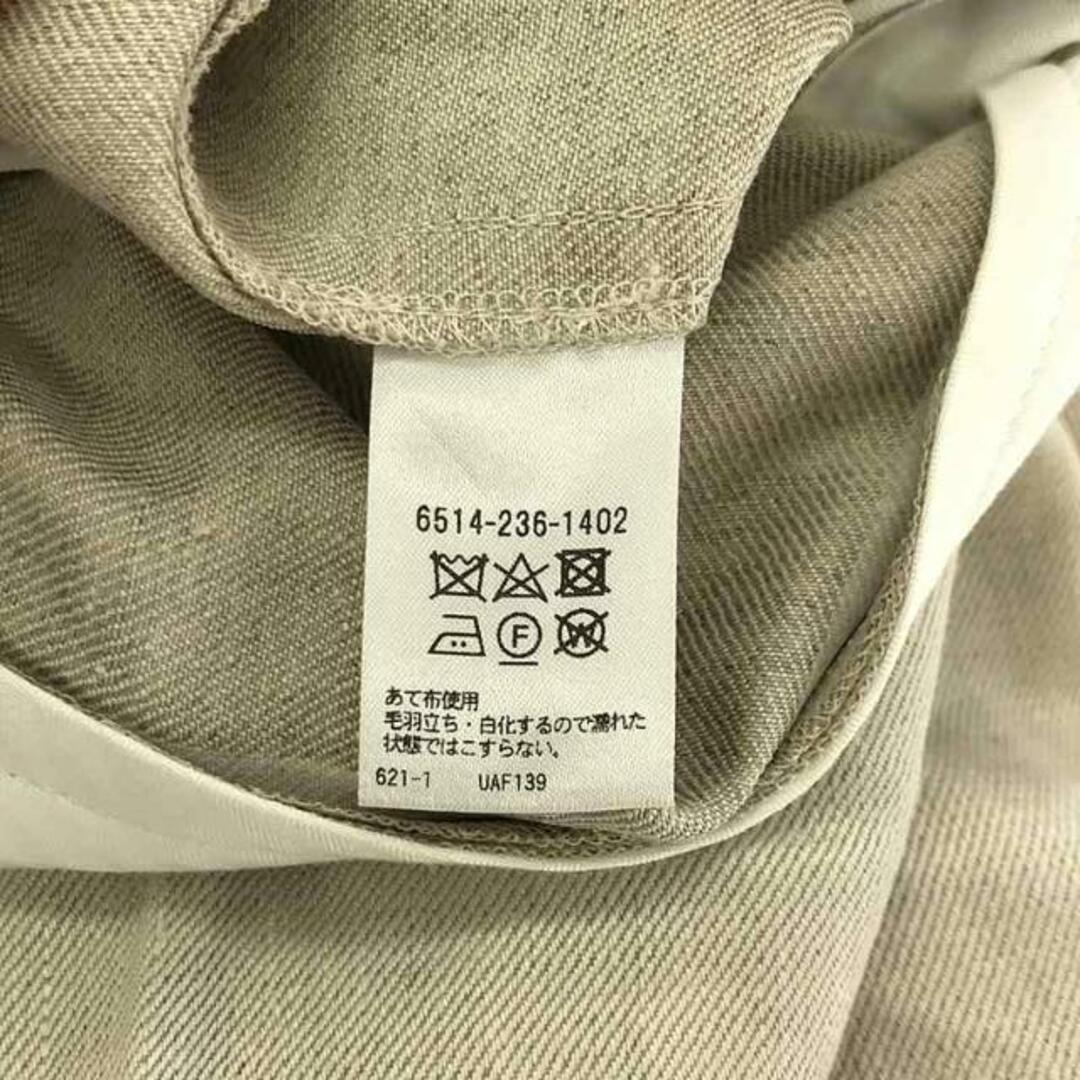 6514-236-1402
F
W
あて布使用
毛羽立ち・白化するので濡れた
状態ではこすらない。
621-1 UAF139